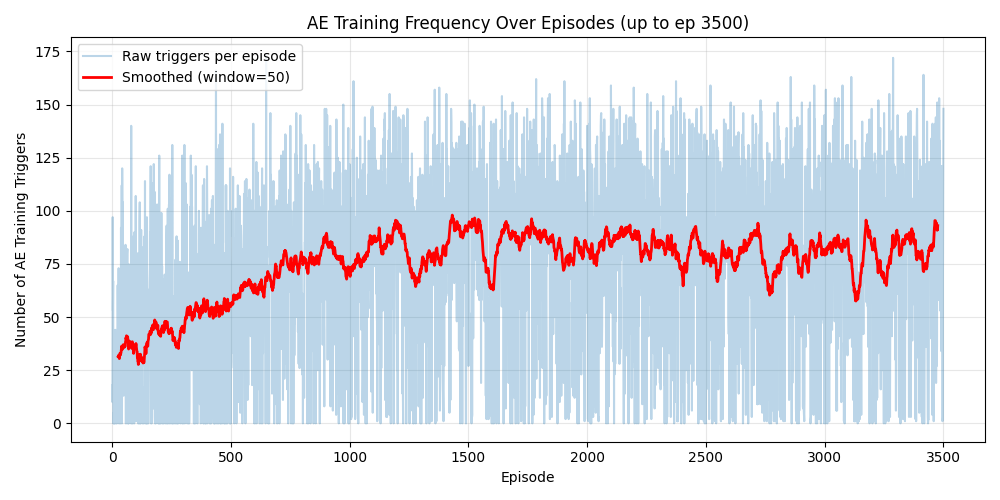 AE Training Frequency Over Episodes (up to ep 3500)
Raw triggers per episode
Smoothed (window=50)
Number of AE Training Triggers
175
150
125
100
75
50
25
0
0 500 1000 1500 2000 2500 3000 3500
Episode